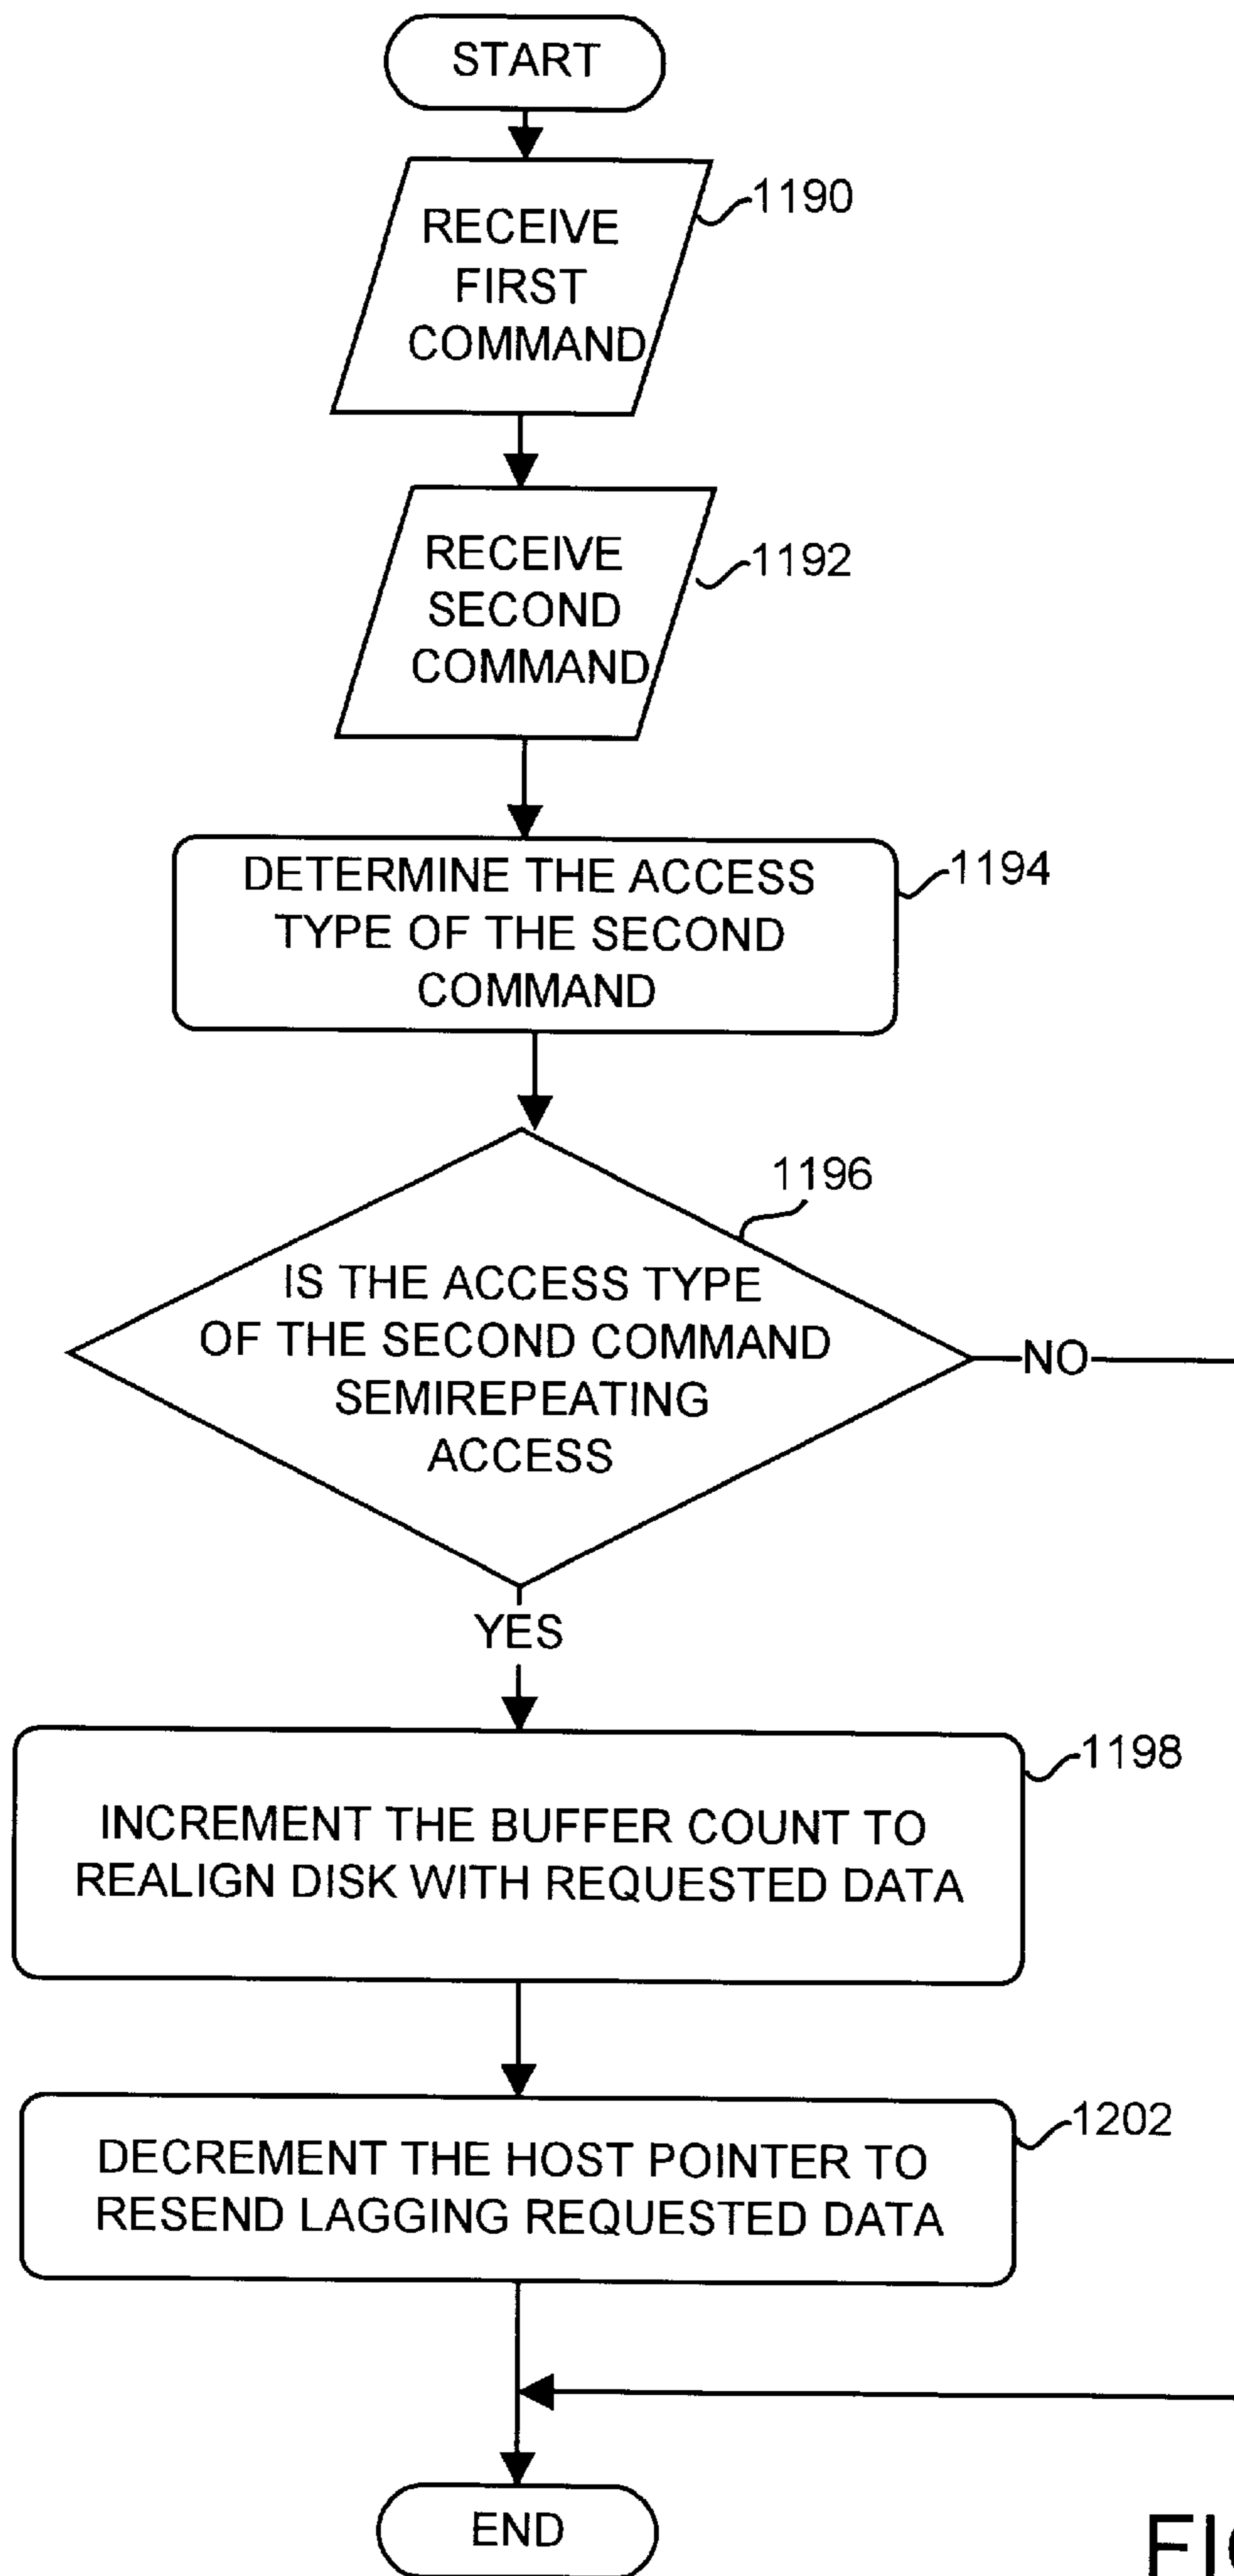 START
RECEIVE
FIRST
COMMAND
1190
RECEIVE
SECOND
COMMAND
1192
DETERMINE THE ACCESS
TYPE OF THE SECOND
COMMAND
1194
IS THE ACCESS TYPE
OF THE SECOND COMMAND
SEMIREPEATING
ACCESS
1196
NO
YES
INCREMENT THE BUFFER COUNT TO
REALIGN DISK WITH REQUESTED DATA
1198
DECREMENT THE HOST POINTER TO
RESEND LAGGING REQUESTED DATA
1202
END